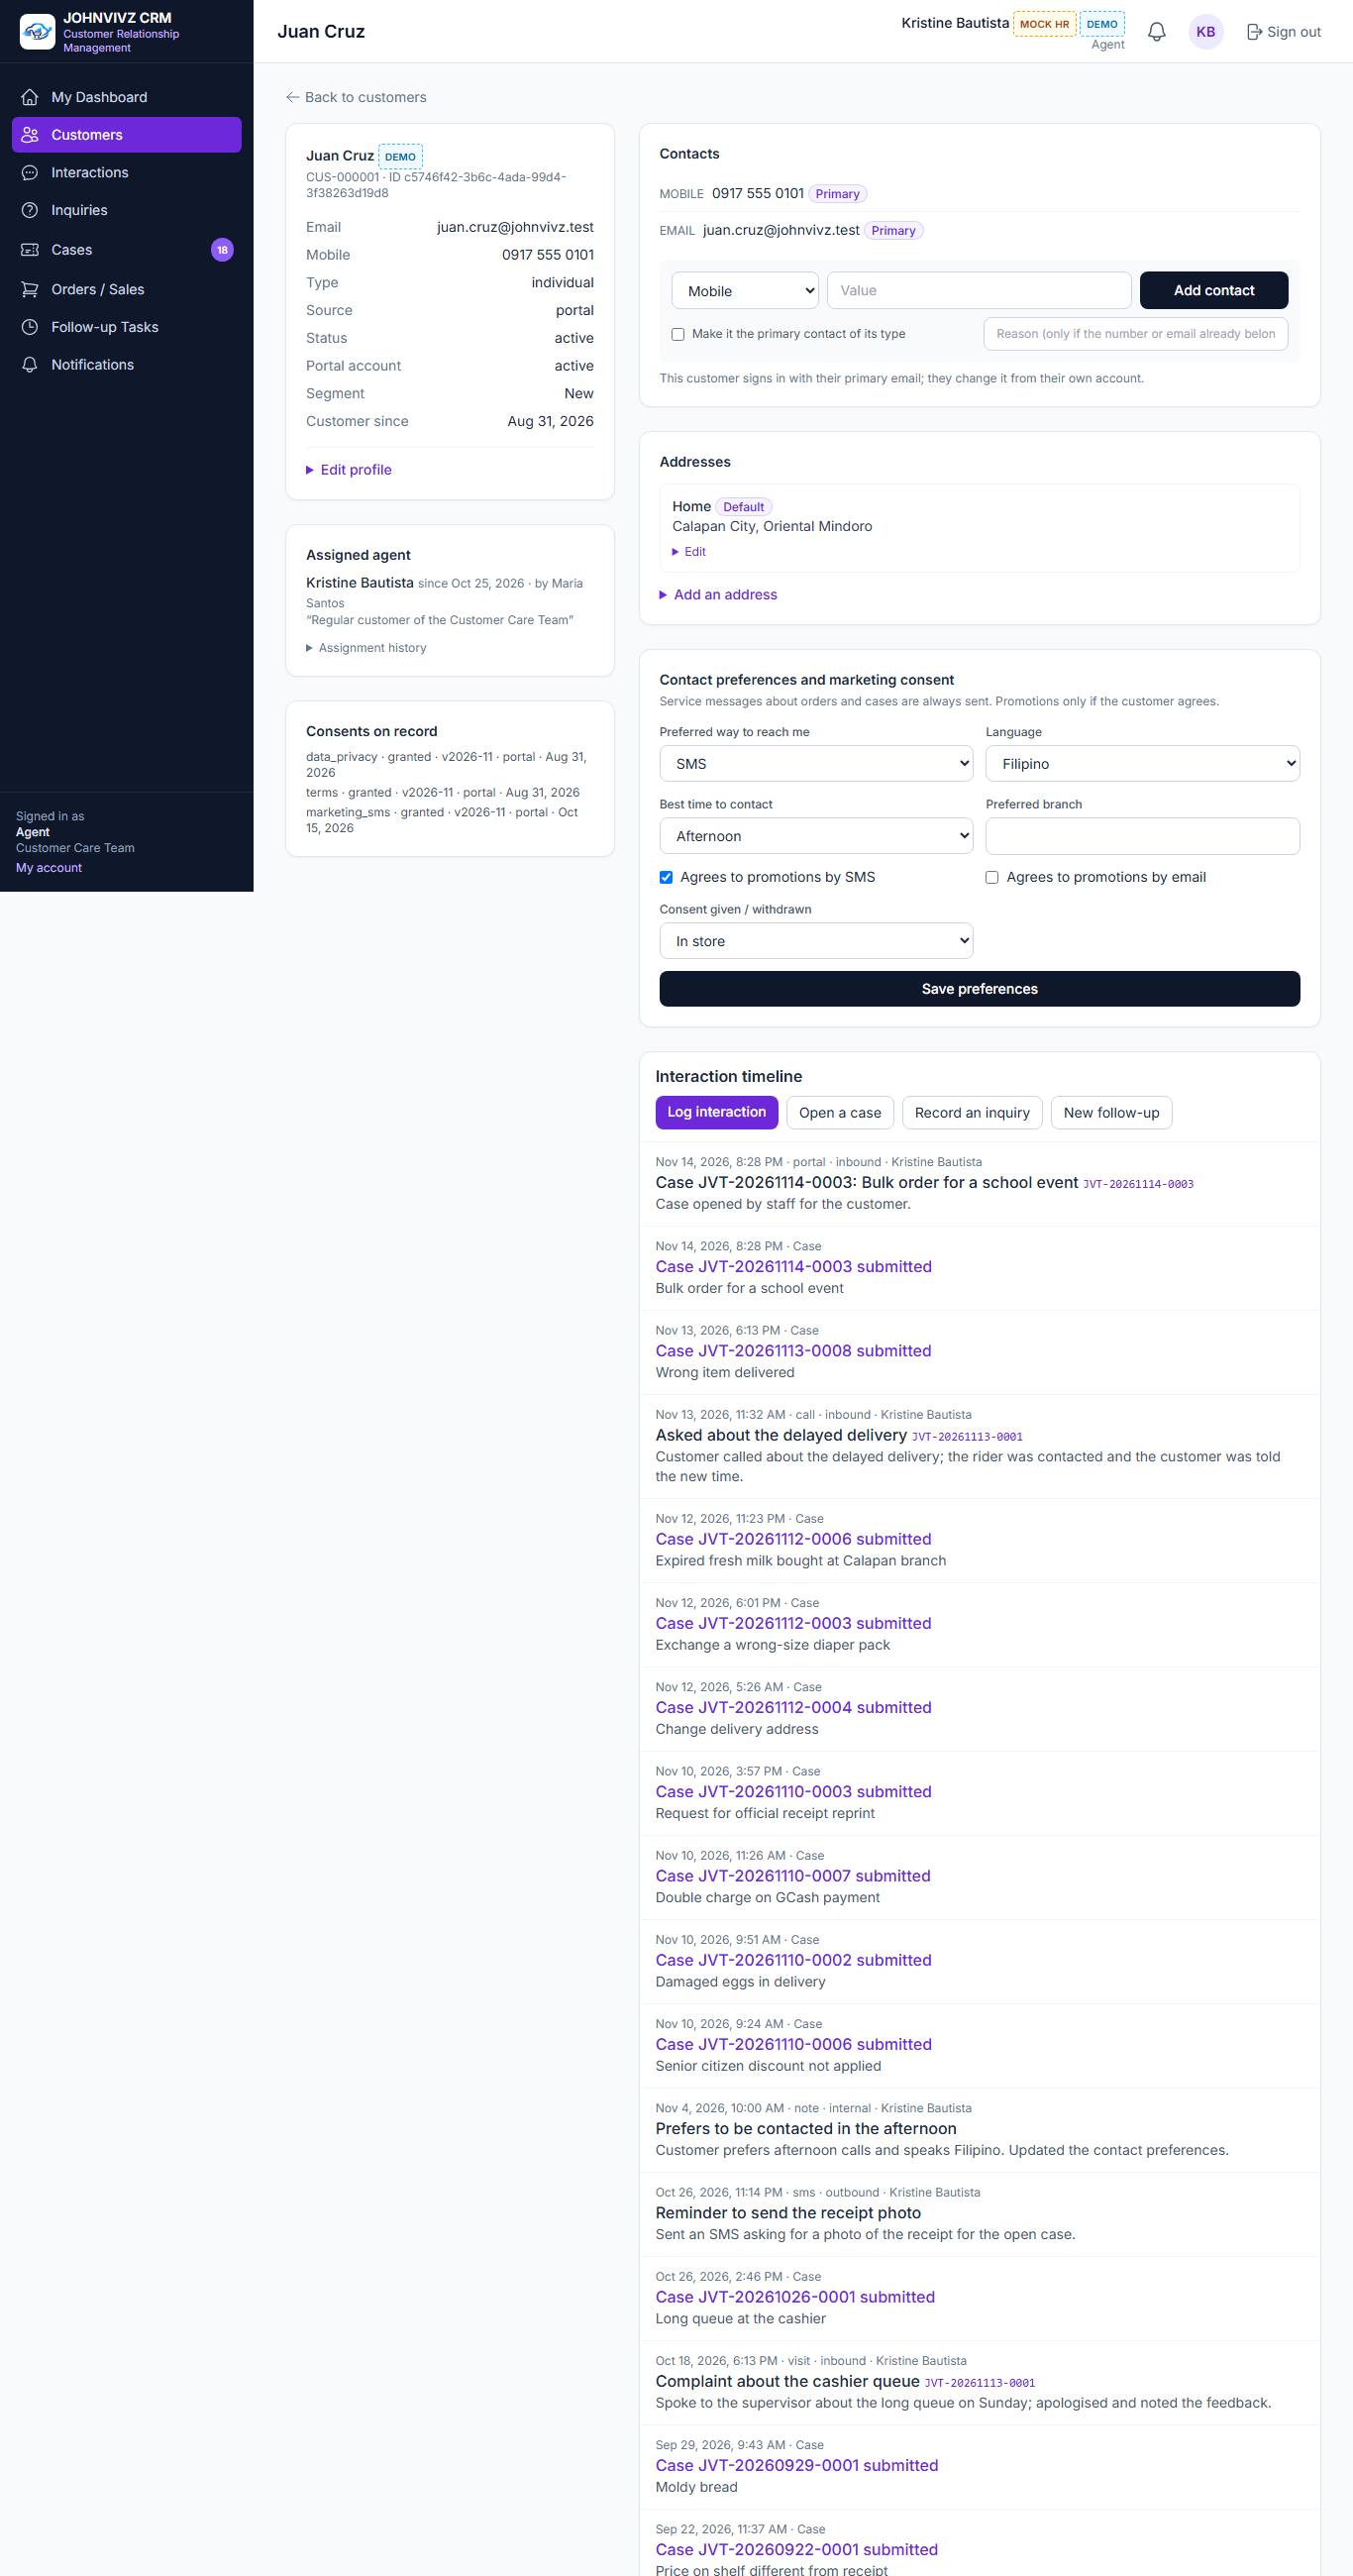 JOHNVIVZ CRM
Customer Relationship
Management
My Dashboard
Customers
Interactions
Inquiries
Cases 18
Orders / Sales
Follow-up Tasks
Notifications
Signed in as
Agent
Customer Care Team
My account
Juan Cruz
Kristine Bautista MOCK HR DEMO
Agent
KB
Sign out
Back to customers
Juan Cruz DEMO
CUS-000001 · ID c5746f42-3b6c-4ada-99d4-
3f38263d19d8
Email juan.cruz@johnvivz.test
Mobile 0917 555 0101
Type individual
Source portal
Status active
Portal account active
Segment New
Customer since Aug 31, 2026
Edit profile
Assigned agent
Kristine Bautista since Oct 25, 2026 · by Maria
Santos
"Regular customer of the Customer Care Team"
Assignment history
Consents on record
data_privacy · granted · v2026-11 · portal · Aug 31,
2026
terms · granted · v2026-11 · portal · Aug 31, 2026
marketing_sms · granted · v2026-11 · portal · Oct
15, 2026
Contacts
MOBILE 0917 555 0101 Primary
EMAIL juan.cruz@johnvivz.test Primary
Mobile Value Add contact
Make it the primary contact of its type Reason (only if the number or email already belon
This customer signs in with their primary email; they change it from their own account.
Addresses
Home Default
Calapan City, Oriental Mindoro
Edit
Add an address
Contact preferences and marketing consent
Service messages about orders and cases are always sent. Promotions only if the customer agrees.
Preferred way to reach me Language
SMS Filipino
Best time to contact Preferred branch
Afternoon
Agrees to promotions by SMS Agrees to promotions by email
Consent given / withdrawn
In store
Save preferences
Interaction timeline
Log interaction Open a case Record an inquiry New follow-up
Nov 14, 2026, 8:28 PM · portal · inbound · Kristine Bautista
Case JVT-20261114-0003: Bulk order for a school event JVT-20261114-0003
Case opened by staff for the customer.
Nov 14, 2026, 8:28 PM · Case
Case JVT-20261114-0003 submitted
Bulk order for a school event
Nov 13, 2026, 6:13 PM · Case
Case JVT-20261113-0008 submitted
Wrong item delivered
Nov 13, 2026, 11:32 AM · call · inbound · Kristine Bautista
Asked about the delayed delivery JVT-20261113-0001
Customer called about the delayed delivery; the rider was contacted and the customer was told
the new time.
Nov 12, 2026, 11:23 PM · Case
Case JVT-20261112-0006 submitted
Expired fresh milk bought at Calapan branch
Nov 12, 2026, 6:01 PM · Case
Case JVT-20261112-0003 submitted
Exchange a wrong-size diaper pack
Nov 12, 2026, 5:26 AM · Case
Case JVT-20261112-0004 submitted
Change delivery address
Nov 10, 2026, 3:57 PM · Case
Case JVT-20261110-0003 submitted
Request for official receipt reprint
Nov 10, 2026, 11:26 AM · Case
Case JVT-20261110-0007 submitted
Double charge on GCash payment
Nov 10, 2026, 9:51 AM · Case
Case JVT-20261110-0002 submitted
Damaged eggs in delivery
Nov 10, 2026, 9:24 AM · Case
Case JVT-20261110-0006 submitted
Senior citizen discount not applied
Nov 4, 2026, 10:00 AM · note · internal · Kristine Bautista
Prefers to be contacted in the afternoon
Customer prefers afternoon calls and speaks Filipino. Updated the contact preferences.
Oct 26, 2026, 11:14 PM · sms · outbound · Kristine Bautista
Reminder to send the receipt photo
Sent an SMS asking for a photo of the receipt for the open case.
Oct 26, 2026, 2:46 PM · Case
Case JVT-20261026-0001 submitted
Long queue at the cashier
Oct 18, 2026, 6:13 PM · visit · inbound · Kristine Bautista
Complaint about the cashier queue JVT-20261113-0001
Spoke to the supervisor about the long queue on Sunday; apologised and noted the feedback.
Sep 29, 2026, 9:43 AM · Case
Case JVT-20260929-0001 submitted
Moldy bread
Sep 22, 2026, 11:37 AM · Case
Case JVT-20260922-0001 submitted
Price on shelf different from receipt